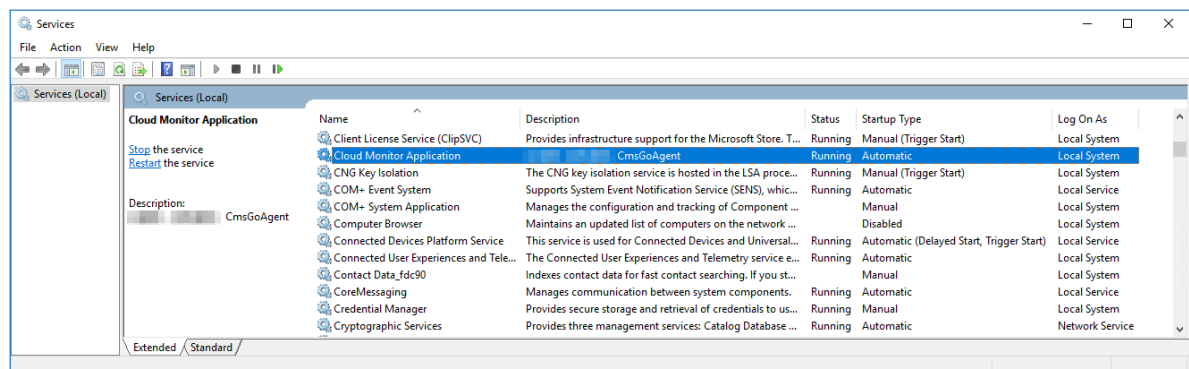 Services
File Action View Help
Services (Local)
Services (Local)
Cloud Monitor Application
Stop the service
Restart the service
Description:
CmsGoAgent
Name Description Status Startup Type Log On As
Client License Service (ClipSVC) Provides infrastructure support for the Microsoft Store. T... Running Manual (Trigger Start) Local System
Cloud Monitor Application CmsGoAgent Running Automatic Local System
CNG Key Isolation The CNG key isolation service is hosted in the LSA proce... Running Manual (Trigger Start) Local System
COM+ Event System Supports System Event Notification Service (SENS), whic... Running Automatic Local Service
COM+ System Application Manages the configuration and tracking of Component ... Manual Local System
Computer Browser Maintains an updated list of computers on the network ... Disabled Local System
Connected Devices Platform Service This service is used for Connected Devices and Universal... Running Automatic (Delayed Start, Trigger Start) Local Service
Connected User Experiences and Tele... The Connected User Experiences and Telemetry service e... Running Automatic Local System
Contact Data_fdc90 Indexes contact data for fast contact searching. If you st... Manual Local System
CoreMessaging Manages communication between system components. Running Automatic Local Service
Credential Manager Provides secure storage and retrieval of credentials to us... Running Manual Local System
Cryptographic Services Provides three management services: Catalog Database ... Running Automatic Network Service
Extended Standard